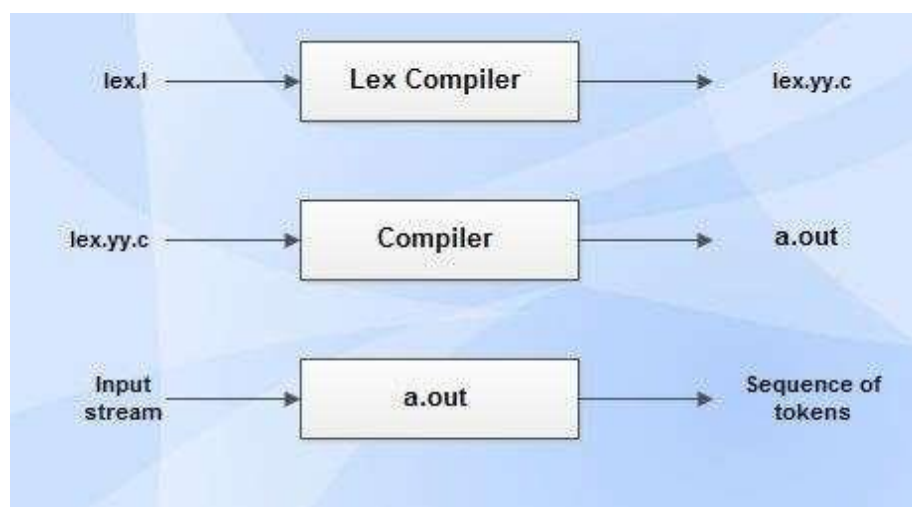 lex.l
Lex Compiler
lex.yy.c
lex.yy.c
Compiler
a.out
Input
stream
a.out
Sequence of
tokens